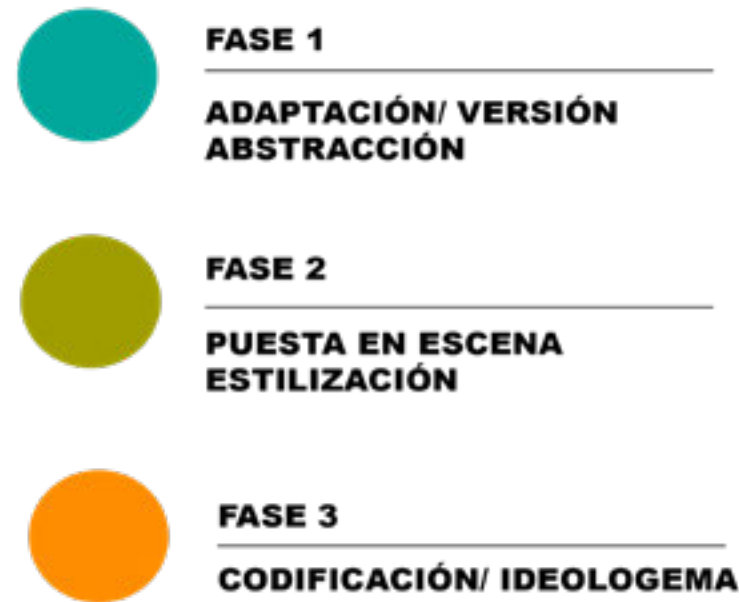 FASE 1
ADAPTACIÓN/ VERSIÓN
ABSTRACCIÓN
FASE 2
PUESTA EN ESCENA
ESTILIZACIÓN
FASE 3
CODIFICACIÓN/ IDEOLOGEMA